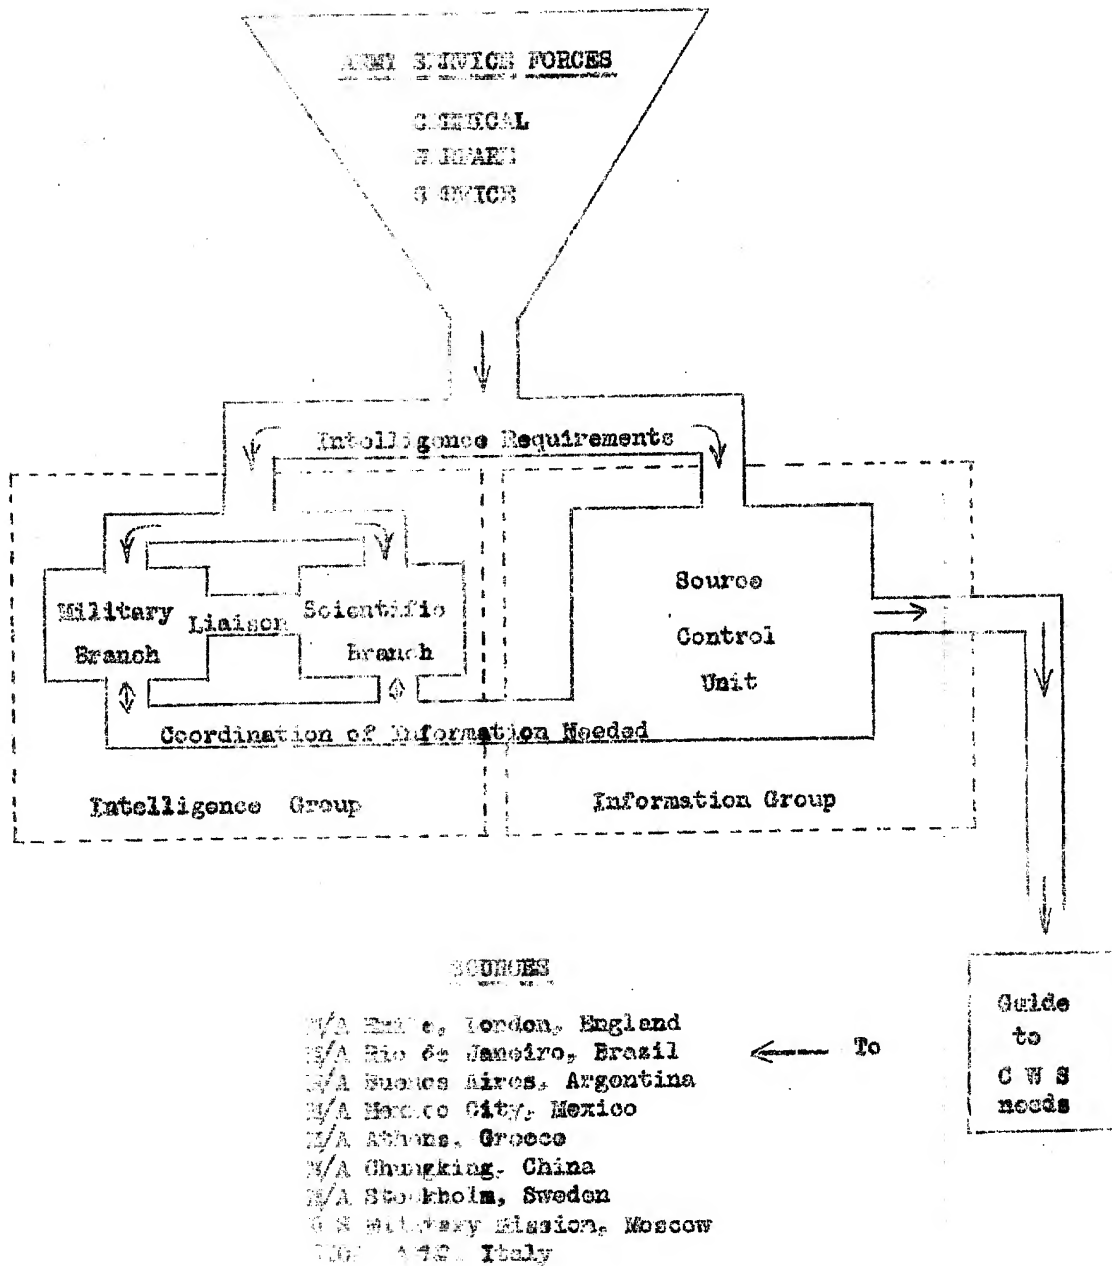 ARMY SERVICE FORCES
CHEMICAL
WARFARE
SERVICE
Intelligence Requirements
Military
Branch
Liaison
Scientific
Branch
Source
Control
Unit
Coordination of Information Needed
Intelligence Group
Information Group
SOURCES
M/A London, England
M/A Rio de Janeiro, Brazil
M/A Buenos Aires, Argentina
M/A Mexico City, Mexico
M/A Athens, Greece
M/A Chungking, China
M/A Stockholm, Sweden
U S Military Mission, Moscow
Italy
To
Guide
to
C W S
needs